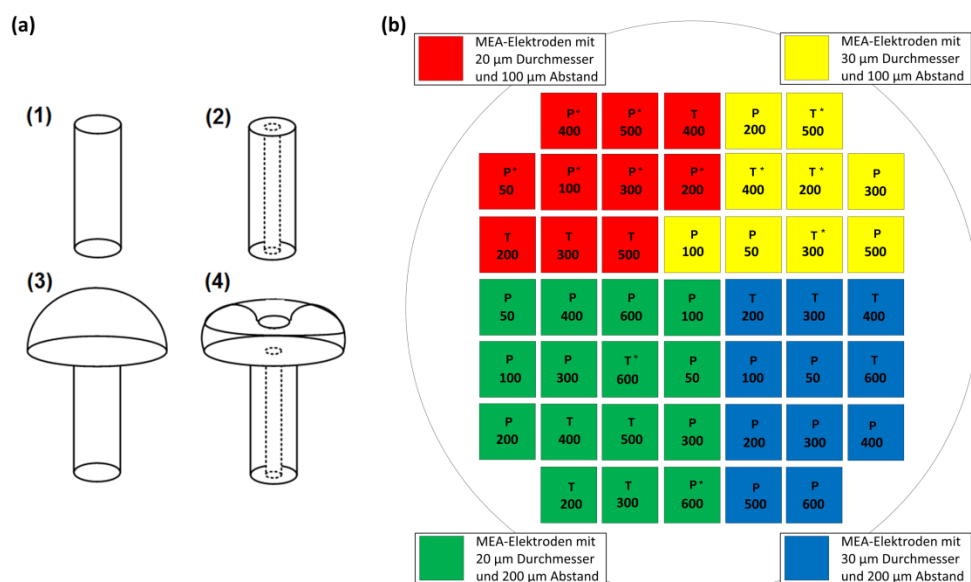 (a)
(1)
(2)
(3)
(4)
(b)
MEA-Elektroden mit
20 µm Durchmesser
und 100 µm Abstand
MEA-Elektroden mit
30 µm Durchmesser
und 100 µm Abstand
P* P* T P T*
400 500 400 200 500
P* P* P* P* T* T* P
50 100 300 200 400 200 300
T T T P P T* P
200 300 500 100 50 300 500
P P P P T T T
50 400 600 100 200 300 400
P P T* P P P T
100 300 600 50 100 50 600
P T T P P P P
200 400 500 300 200 300 400
T T P* P P
200 300 600 500 600
MEA-Elektroden mit
20 µm Durchmesser
und 200 µm Abstand
MEA-Elektroden mit
30 µm Durchmesser
und 200 µm Abstand